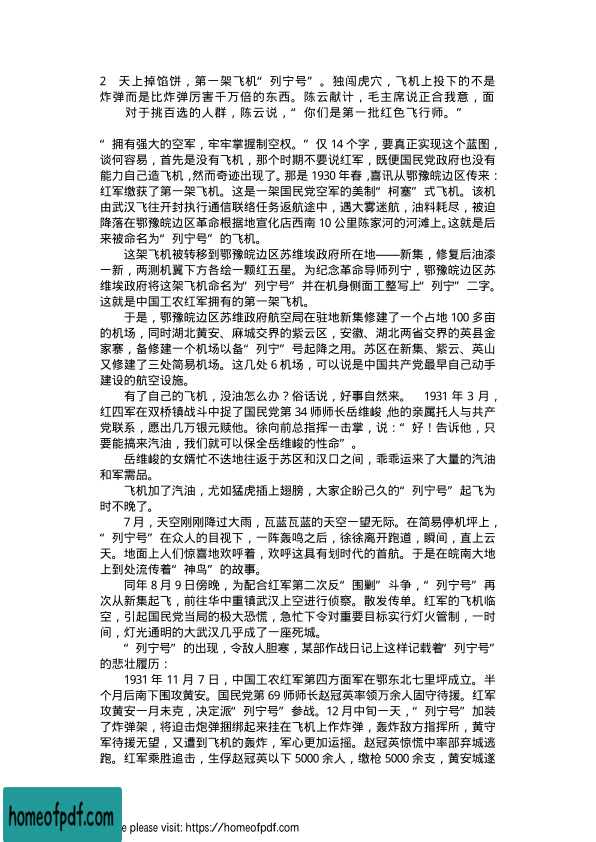 2　天上掉馅饼，第一架飞机“列宁号”。独闯虎穴，飞机上投下的不是
炸弹而是比炸弹厉害千万倍的东西。陈云献计，毛主席说正合我意，面
对于挑百选的人群，陈云说，“你们是第一批红色飞行师。”
“拥有强大的空军，牢牢掌握制空权。”仅 14 个字，要真正实现这个蓝图，
谈何容易，首先是没有飞机，那个时期不要说红军，既便国民党政府也没有
能力自己造飞机，然而奇迹出现了。那是 1930 年春，喜讯从鄂豫皖边区传来：
红军缴获了第一架飞机。这是一架国民党空军的美制“柯塞”式飞机。该机
由武汉飞往开封执行通信联络任务返航途中，遇大雾迷航，油料耗尽，被迫
降落在鄂豫皖边区革命根据地宣化店西南 10 公里陈家河的河滩上。这就是后
来被命名为“列宁号”的飞机。
这架飞机被转移到鄂豫皖边区苏维埃政府所在地——新集，修复后油漆
一新，两测机翼下方各绘一颗红五星。为纪念革命导师列宁，鄂豫皖边区苏
维埃政府将这架飞机命名为“列宁号”并在机身侧面工整写上“列宁”二字。
这就是中国工农红军拥有的第一架飞机。
于是，鄂豫皖边区苏维政府航空局在驻地新集修建了一个占地 100 多亩
的机场，同时湖北黄安、麻城交界的紫云区，安徽、湖北两省交界的英县金
家寨，备修建一个机场以备“列宁”号起降之用。苏区在新集、紫云、英山
又修建了三处简易机场。这几处 6 机场，可以说是中国共产党最早自己动手
建设的航空设施。
有了自己的飞机，没油怎么办？俗话说，好事自然来。　1931 年 3 月，
红四军在双桥镇战斗中捉了国民党第 34 师师长岳维峻，他的亲属托人与共产
党联系，愿出几万银元赎他。徐向前总指挥一击掌，说：“好！告诉他，只
要能搞来汽油，我们就可以保全岳维峻的性命”。
岳维峻的女婿忙不迭地往返于苏区和汉口之间，乖乖运来了大量的汽油
和军需品。
飞机加了汽油，尤如猛虎插上翅膀，大家企盼己久的“列宁号”起飞为
时不晚了。
7 月，天空刚刚降过大雨，瓦蓝瓦蓝的天空一望无际。在简易停机坪上，
“列宁号”在众人的目视下，一阵轰鸣之后，徐徐离开跑道，瞬间，直上云
天。地面上人们惊喜地欢呼着，欢呼这具有划时代的首航。于是在皖南大地
上到处流传着“神鸟”的故事。
同年 8 月 9 日傍晚，为配合红军第二次反“围剿”斗争，“列宁号”再
次从新集起飞，前往华中重镇武汉上空进行侦察。散发传单。红军的飞机临
空，引起国民党当局的极大恐慌，急忙下令对重要目标实行灯火管制，一时
间，灯光通明的大武汉几乎成了一座死城。
“列宁号”的出现，令敌人胆寒，某部作战日记上这样记载着“列宁号”
的悲壮履历：
1931 年 11 月 7 日，中国工农红军第四方面军在鄂东北七里坪成立。半
个月后南下围攻黄安。国民党第 69 师师长赵冠英率领万余人固守待援。红军
攻黄安一月未克，决定派“列宁号”参战。12 月中旬一天，“列宁号”加装
了炸弹架，将迫击炮弹捆绑起来挂在飞机上作炸弹，轰炸敌方指挥所，黄守
军待援无望，又遭到飞机的轰炸，军心更加运摇。赵冠英惊慌中率部弃城逃
跑。红军乘胜追击，生俘赵冠英以下 5000 余人，缴枪 5000 余支，黄安城遂
homeofpdf.com
e please visit: https://homeofpdf.com